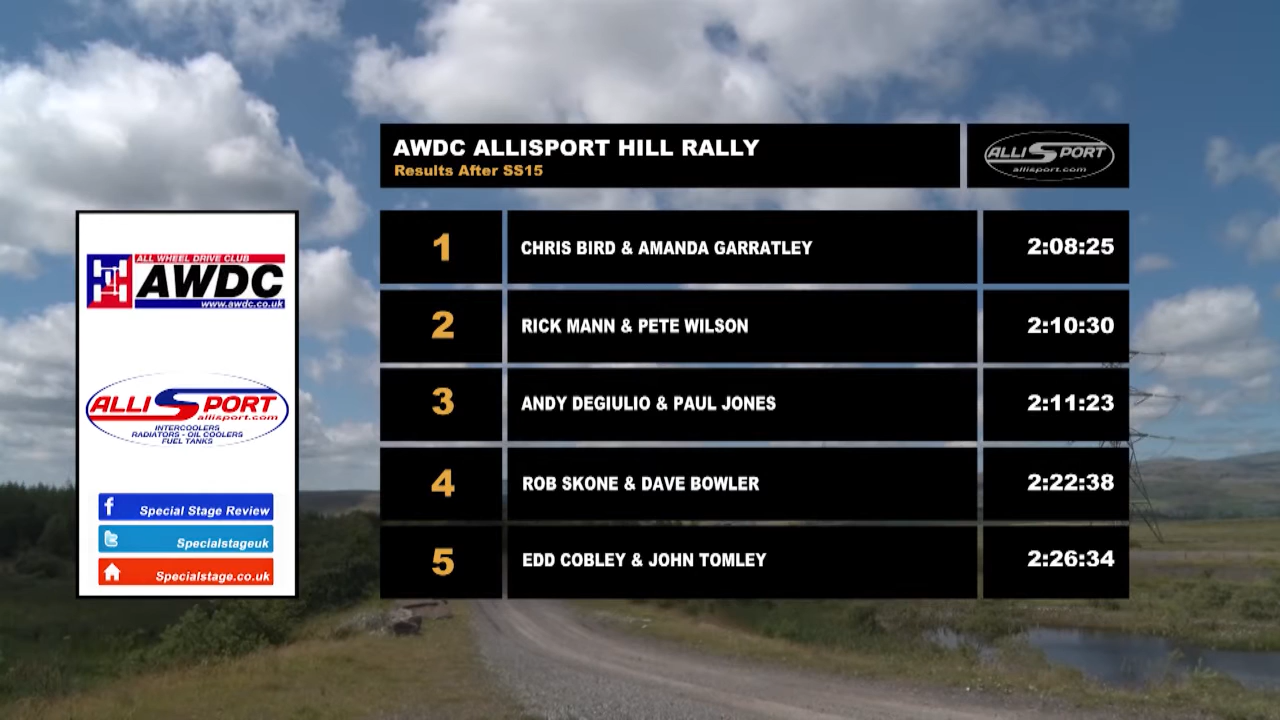 AWDC ALLISPORT HILL RALLY
Results After SS15
ALLISPORT
allisport.com
ALL WHEEL DRIVE CLUB
AWDC
www.awdc.co.uk
ALLISPORT
allisport.com
INTERCOOLERS
RADIATORS - OIL COOLERS
FUEL TANKS
Special Stage Review
Specialstageuk
Specialstage.co.uk
1 CHRIS BIRD & AMANDA GARRATLEY 2:08:25
2 RICK MANN & PETE WILSON 2:10:30
3 ANDY DEGIULIO & PAUL JONES 2:11:23
4 ROB SKONE & DAVE BOWLER 2:22:38
5 EDD COBLEY & JOHN TOMLEY 2:26:34